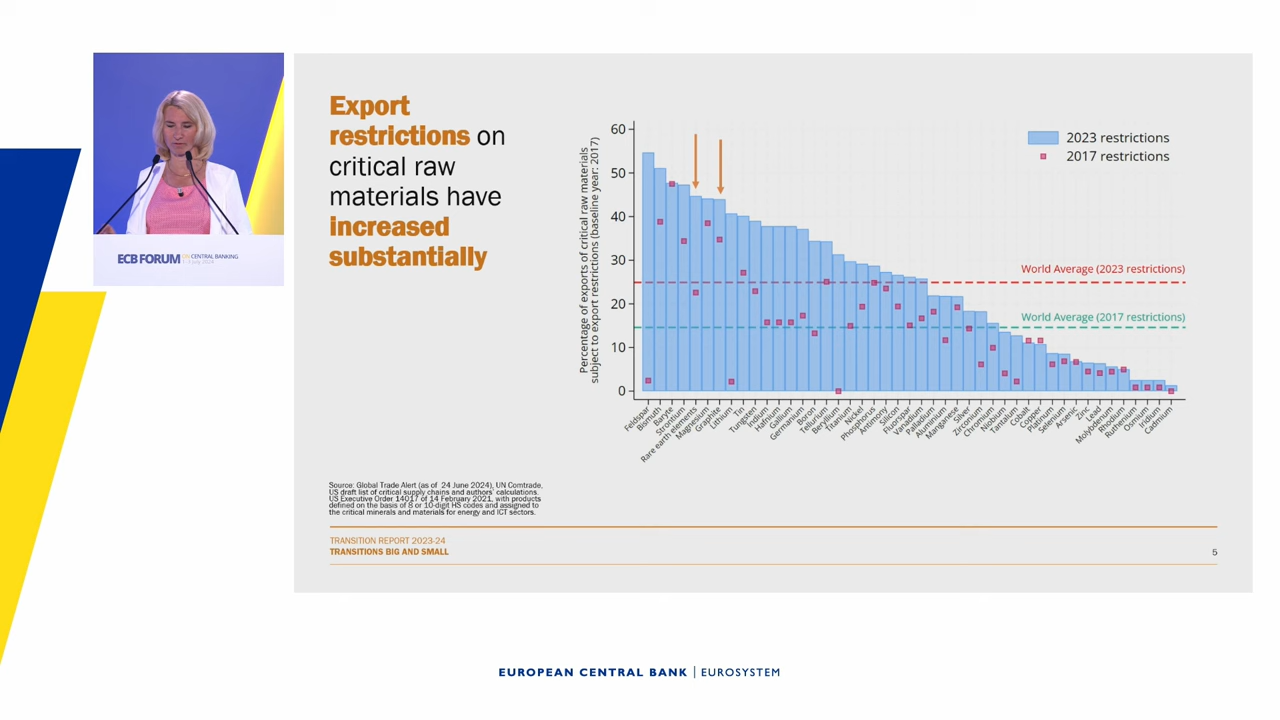 Export
restrictions on
critical raw
materials have
increased
substantially
Percentage of exports of critical raw materials
subject to export restrictions (baseline year: 2017)
60
50
40
30
20
10
0
2023 restrictions
2017 restrictions
World Average (2023 restrictions)
World Average (2017 restrictions)
Feldspar
Bismuth
Baryte
Strontium
Rare earth elements
Magnesium
Graphite
Lithium
Tin
Tungsten
Indium
Hafnium
Gallium
Germanium
Boron
Tellurium
Beryllium
Titanium
Nickel
Phosphorus
Antimony
Silicon
Fluorspar
Vanadium
Palladium
Aluminium
Manganese
Silver
Zirconium
Chromium
Niobium
Tantalum
Cobalt
Copper
Platinum
Selenium
Arsenic
Zinc
Lead
Molybdenum
Rhodium
Ruthenium
Osmium
Iridium
Cadmium
Source: Global Trade Alert (as of 24 June 2024), UN Comtrade,
US draft list of critical supply chains and authors' calculations.
US Executive Order 14017 of 14 February 2021, with products
defined on the basis of 8 or 10-digit HS codes and assigned to
the critical minerals and materials for energy and ICT sectors.
TRANSITION REPORT 2023-24
TRANSITIONS BIG AND SMALL
5
ECB FORUM ON CENTRAL BANKING
1-3 July 2024
EUROPEAN CENTRAL BANK | EUROSYSTEM